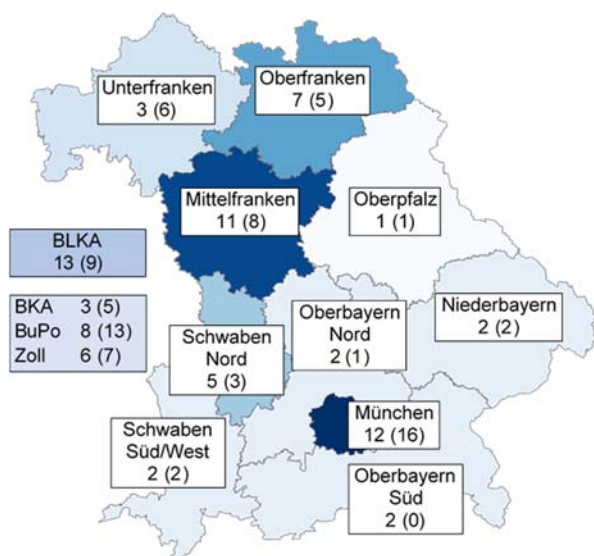 Unterfranken
3 (6)
Oberfranken
7 (5)
Mittelfranken
11 (8)
Oberpfalz
1 (1)
BLKA
13 (9)
BKA 3 (5)
BuPo 8 (13)
Zoll 6 (7)
Schwaben
Nord
5 (3)
Oberbayern
Nord
2 (1)
Niederbayern
2 (2)
Schwaben
Süd/West
2 (2)
München
12 (16)
Oberbayern
Süd
2 (0)